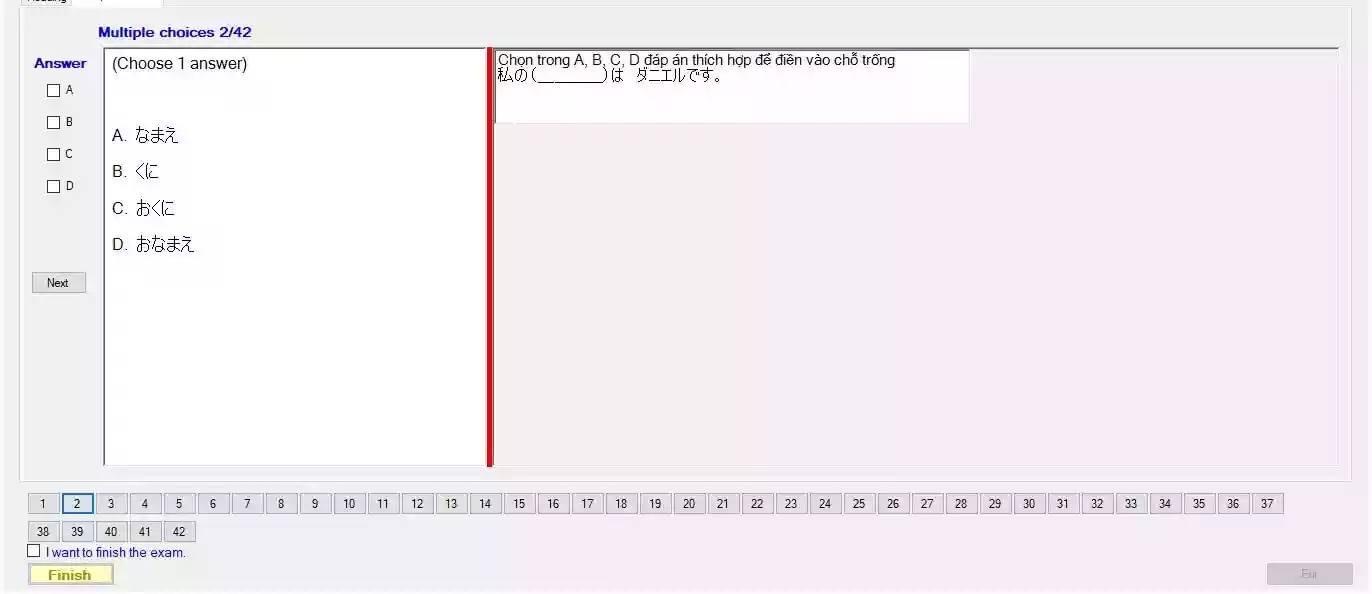 Multiple choices 2/42
Answer
A
B
C
D
Next
(Choose 1 answer)
A. なまえ
B. くに
C. おくに
D. おなまえ
Chọn trong A, B, C, D đáp án thích hợp để điền vào chỗ trống
私の(________)は ダニエルです。
1 2 3 4 5 6 7 8 9 10 11 12 13 14 15 16 17 18 19 20 21 22 23 24 25 26 27 28 29 30 31 32 33 34 35 36 37
38 39 40 41 42
I want to finish the exam.
Finish